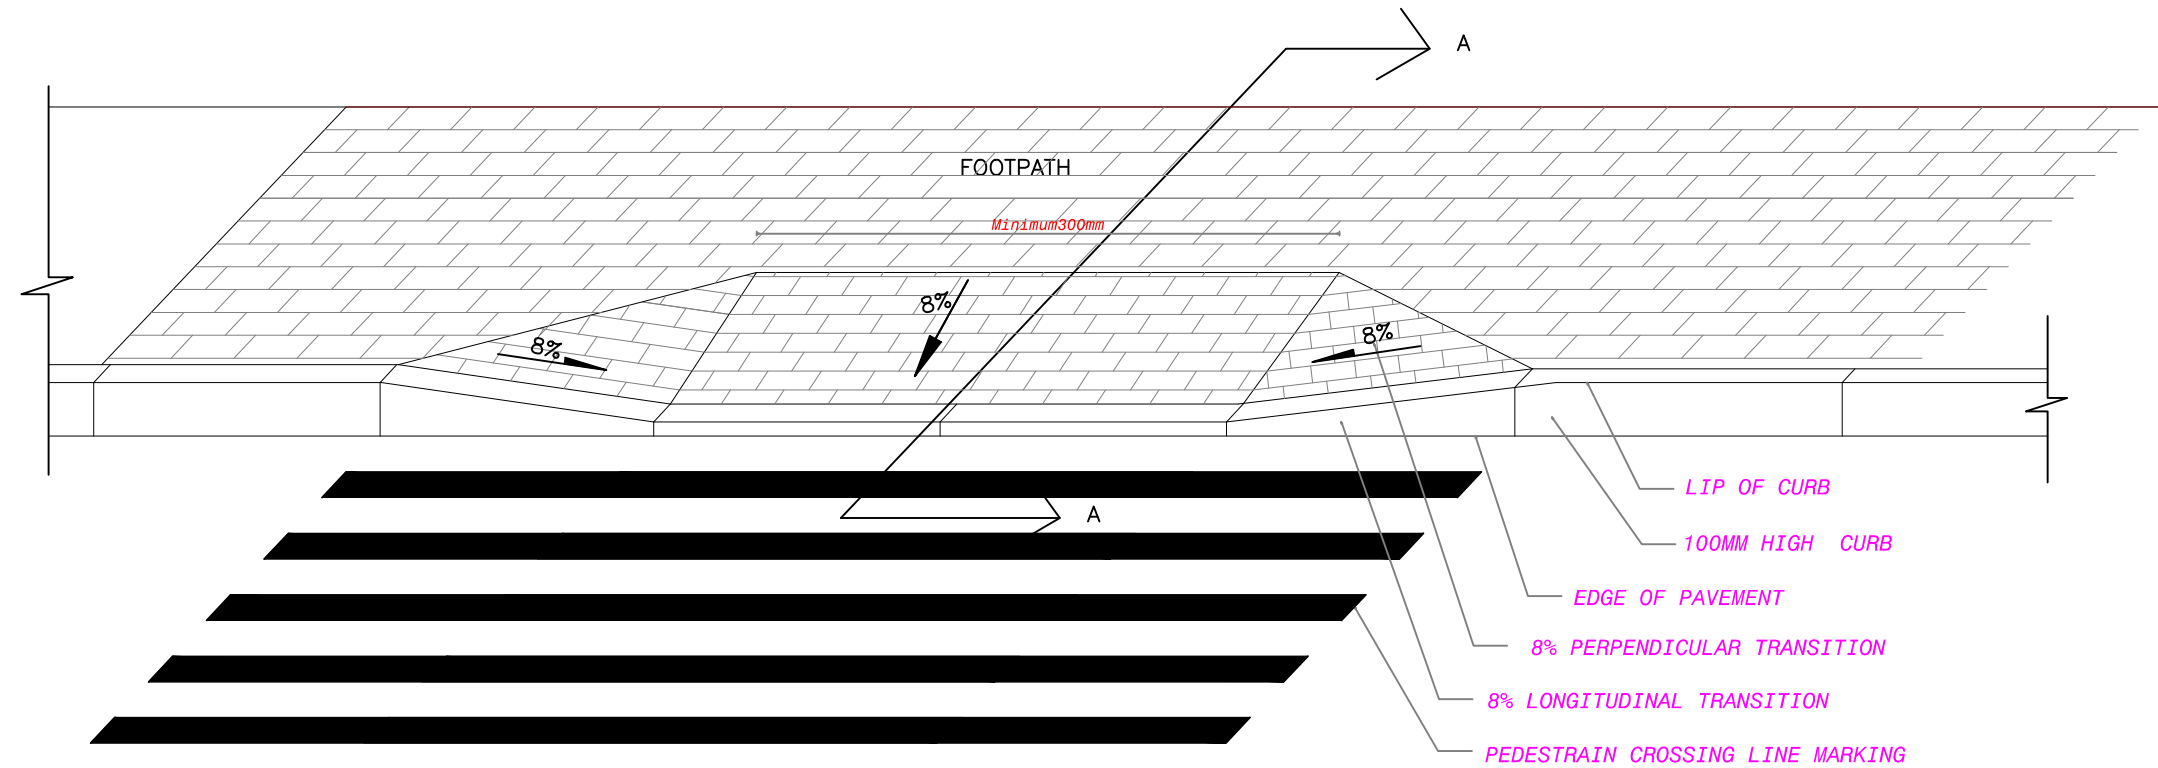 A
FOOTPATH
Minimum300mm
8%
8%
8%
LIP OF CURB
A
100MM HIGH CURB
EDGE OF PAVEMENT
8% PERPENDICULAR TRANSITION
8% LONGITUDINAL TRANSITION
PEDESTRAIN CROSSING LINE MARKING